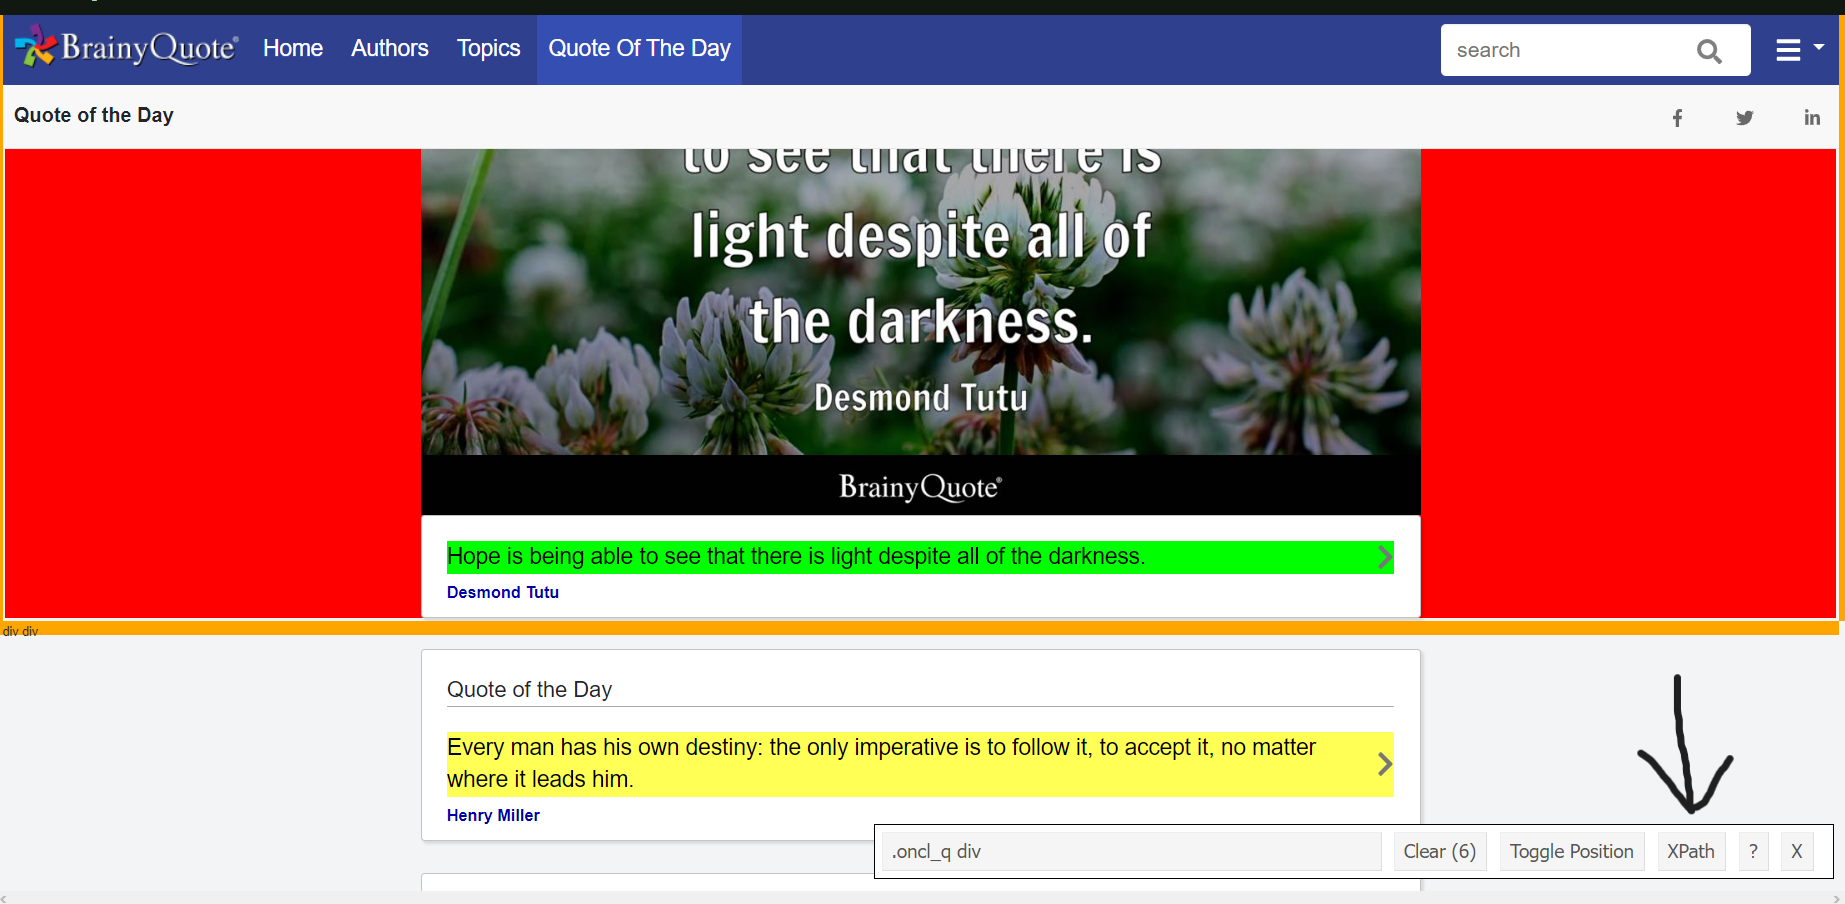 BrainyQuote® Home Authors Topics Quote Of The Day search
Quote of the Day
to see that there is
light despite all of
the darkness.
Desmond Tutu
BrainyQuote®
Hope is being able to see that there is light despite all of the darkness.
Desmond Tutu
div div
Quote of the Day
Every man has his own destiny: the only imperative is to follow it, to accept it, no matter
where it leads him.
Henry Miller
.oncl_q div Clear (6) Toggle Position XPath ? X